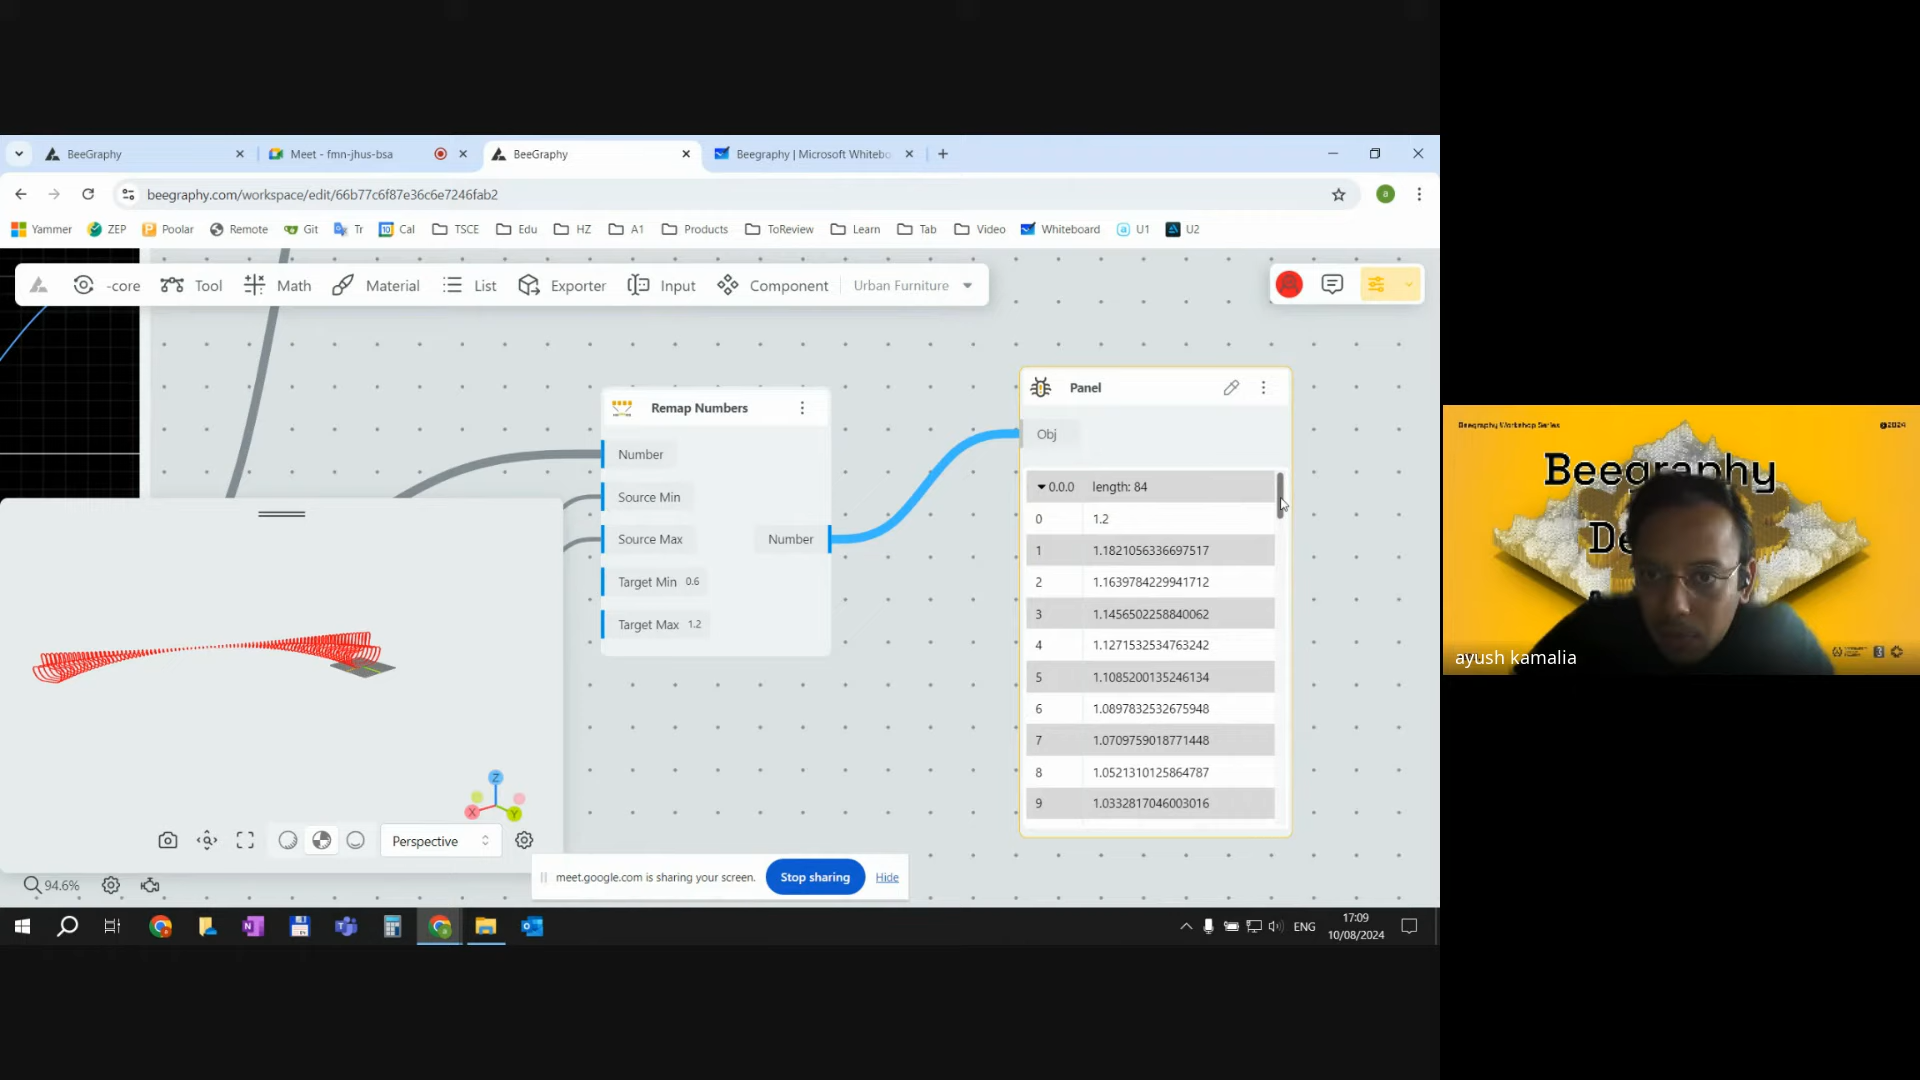 BeeGraphy
Meet - fmn-jhus-bsa
BeeGraphy
Beegraphy | Microsoft Whitebo
beegraphy.com/workspace/edit/66b77c6f87e36c6e7246fab2
Yammer
ZEP
Poolar
Remote
Git
Tr
Cal
TSCE
Edu
HZ
A1
Products
ToReview
Learn
Tab
Video
Whiteboard
U1
U2
-core
Tool
Math
Material
List
Exporter
Input
Component
Urban Furniture
Remap Numbers
Number
Source Min
Source Max
Number
Target Min 0.6
Target Max 1.2
Panel
Obj
0.0.0 length: 84
0 1.2
1 1.1821056336697517
2 1.1639784229941712
3 1.1456502258840062
4 1.1271532534763242
5 1.1085200135246134
6 1.0897832532675948
7 1.0709759018771448
8 1.0521310125864787
9 1.0332817046003016
Z
X
Y
Perspective
94.6%
meet.google.com is sharing your screen.
Stop sharing
Hide
ENG
17:09
10/08/2024
Beegraphy Workshop Series
@2024
Beegraphy
De
ayush kamalia